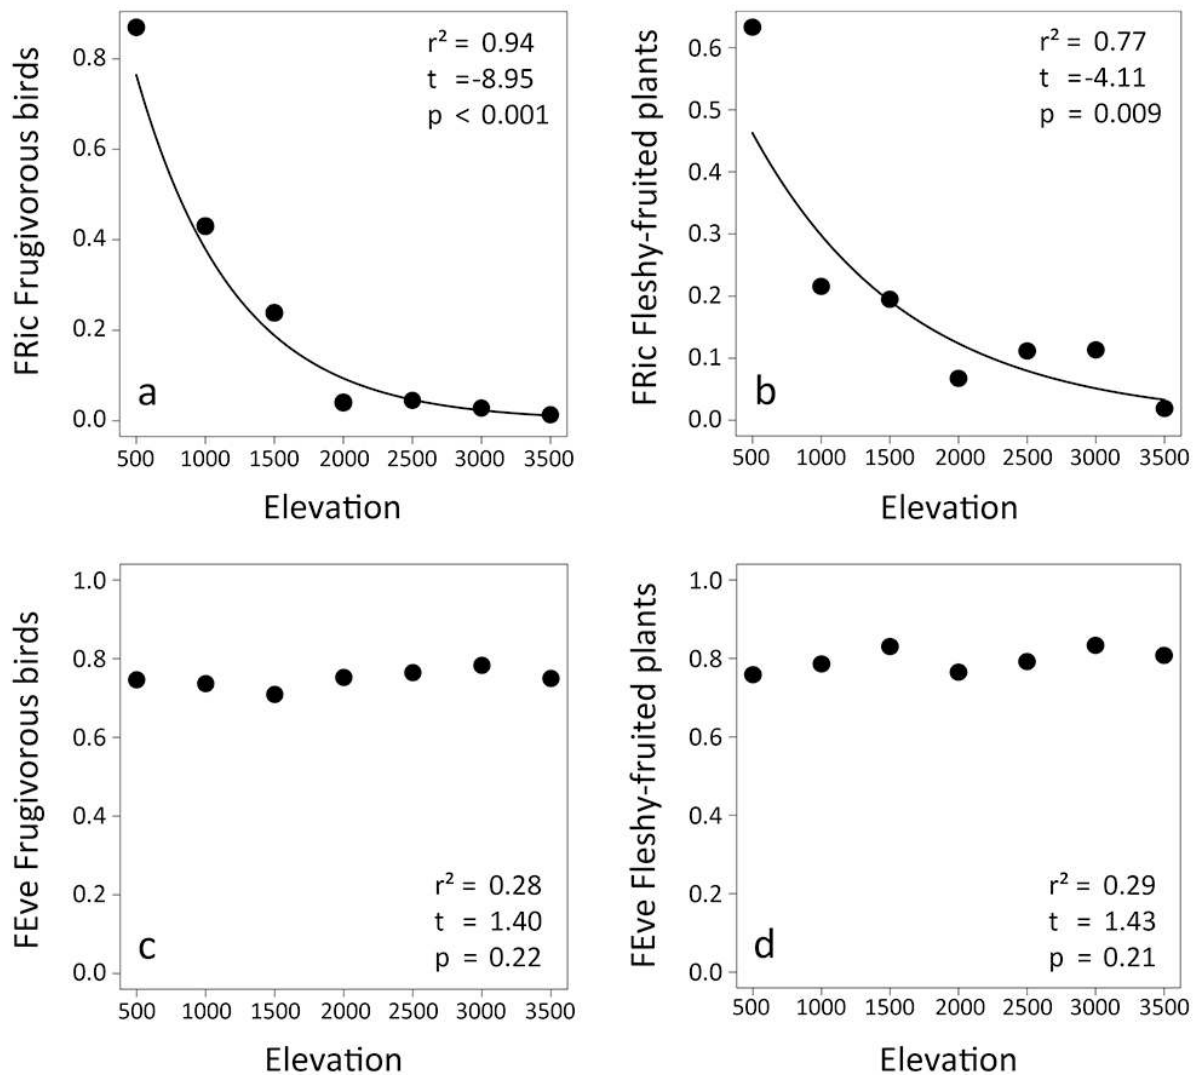 FRic Frugivorous birds
0.8
0.6
0.4
0.2
0.0
r² = 0.94
t =-8.95
p < 0.001
a
500 1000 1500 2000 2500 3000 3500
Elevation
FRic Fleshy-fruited plants
0.6
0.5
0.4
0.3
0.2
0.1
0.0
r² = 0.77
t =-4.11
p = 0.009
b
500 1000 1500 2000 2500 3000 3500
Elevation
FEve Frugivorous birds
1.0
0.8
0.6
0.4
0.2
0.0
r² = 0.28
t = 1.40
p = 0.22
c
500 1000 1500 2000 2500 3000 3500
Elevation
FEve Fleshy-fruited plants
1.0
0.8
0.6
0.4
0.2
0.0
r² = 0.29
t = 1.43
p = 0.21
d
500 1000 1500 2000 2500 3000 3500
Elevation